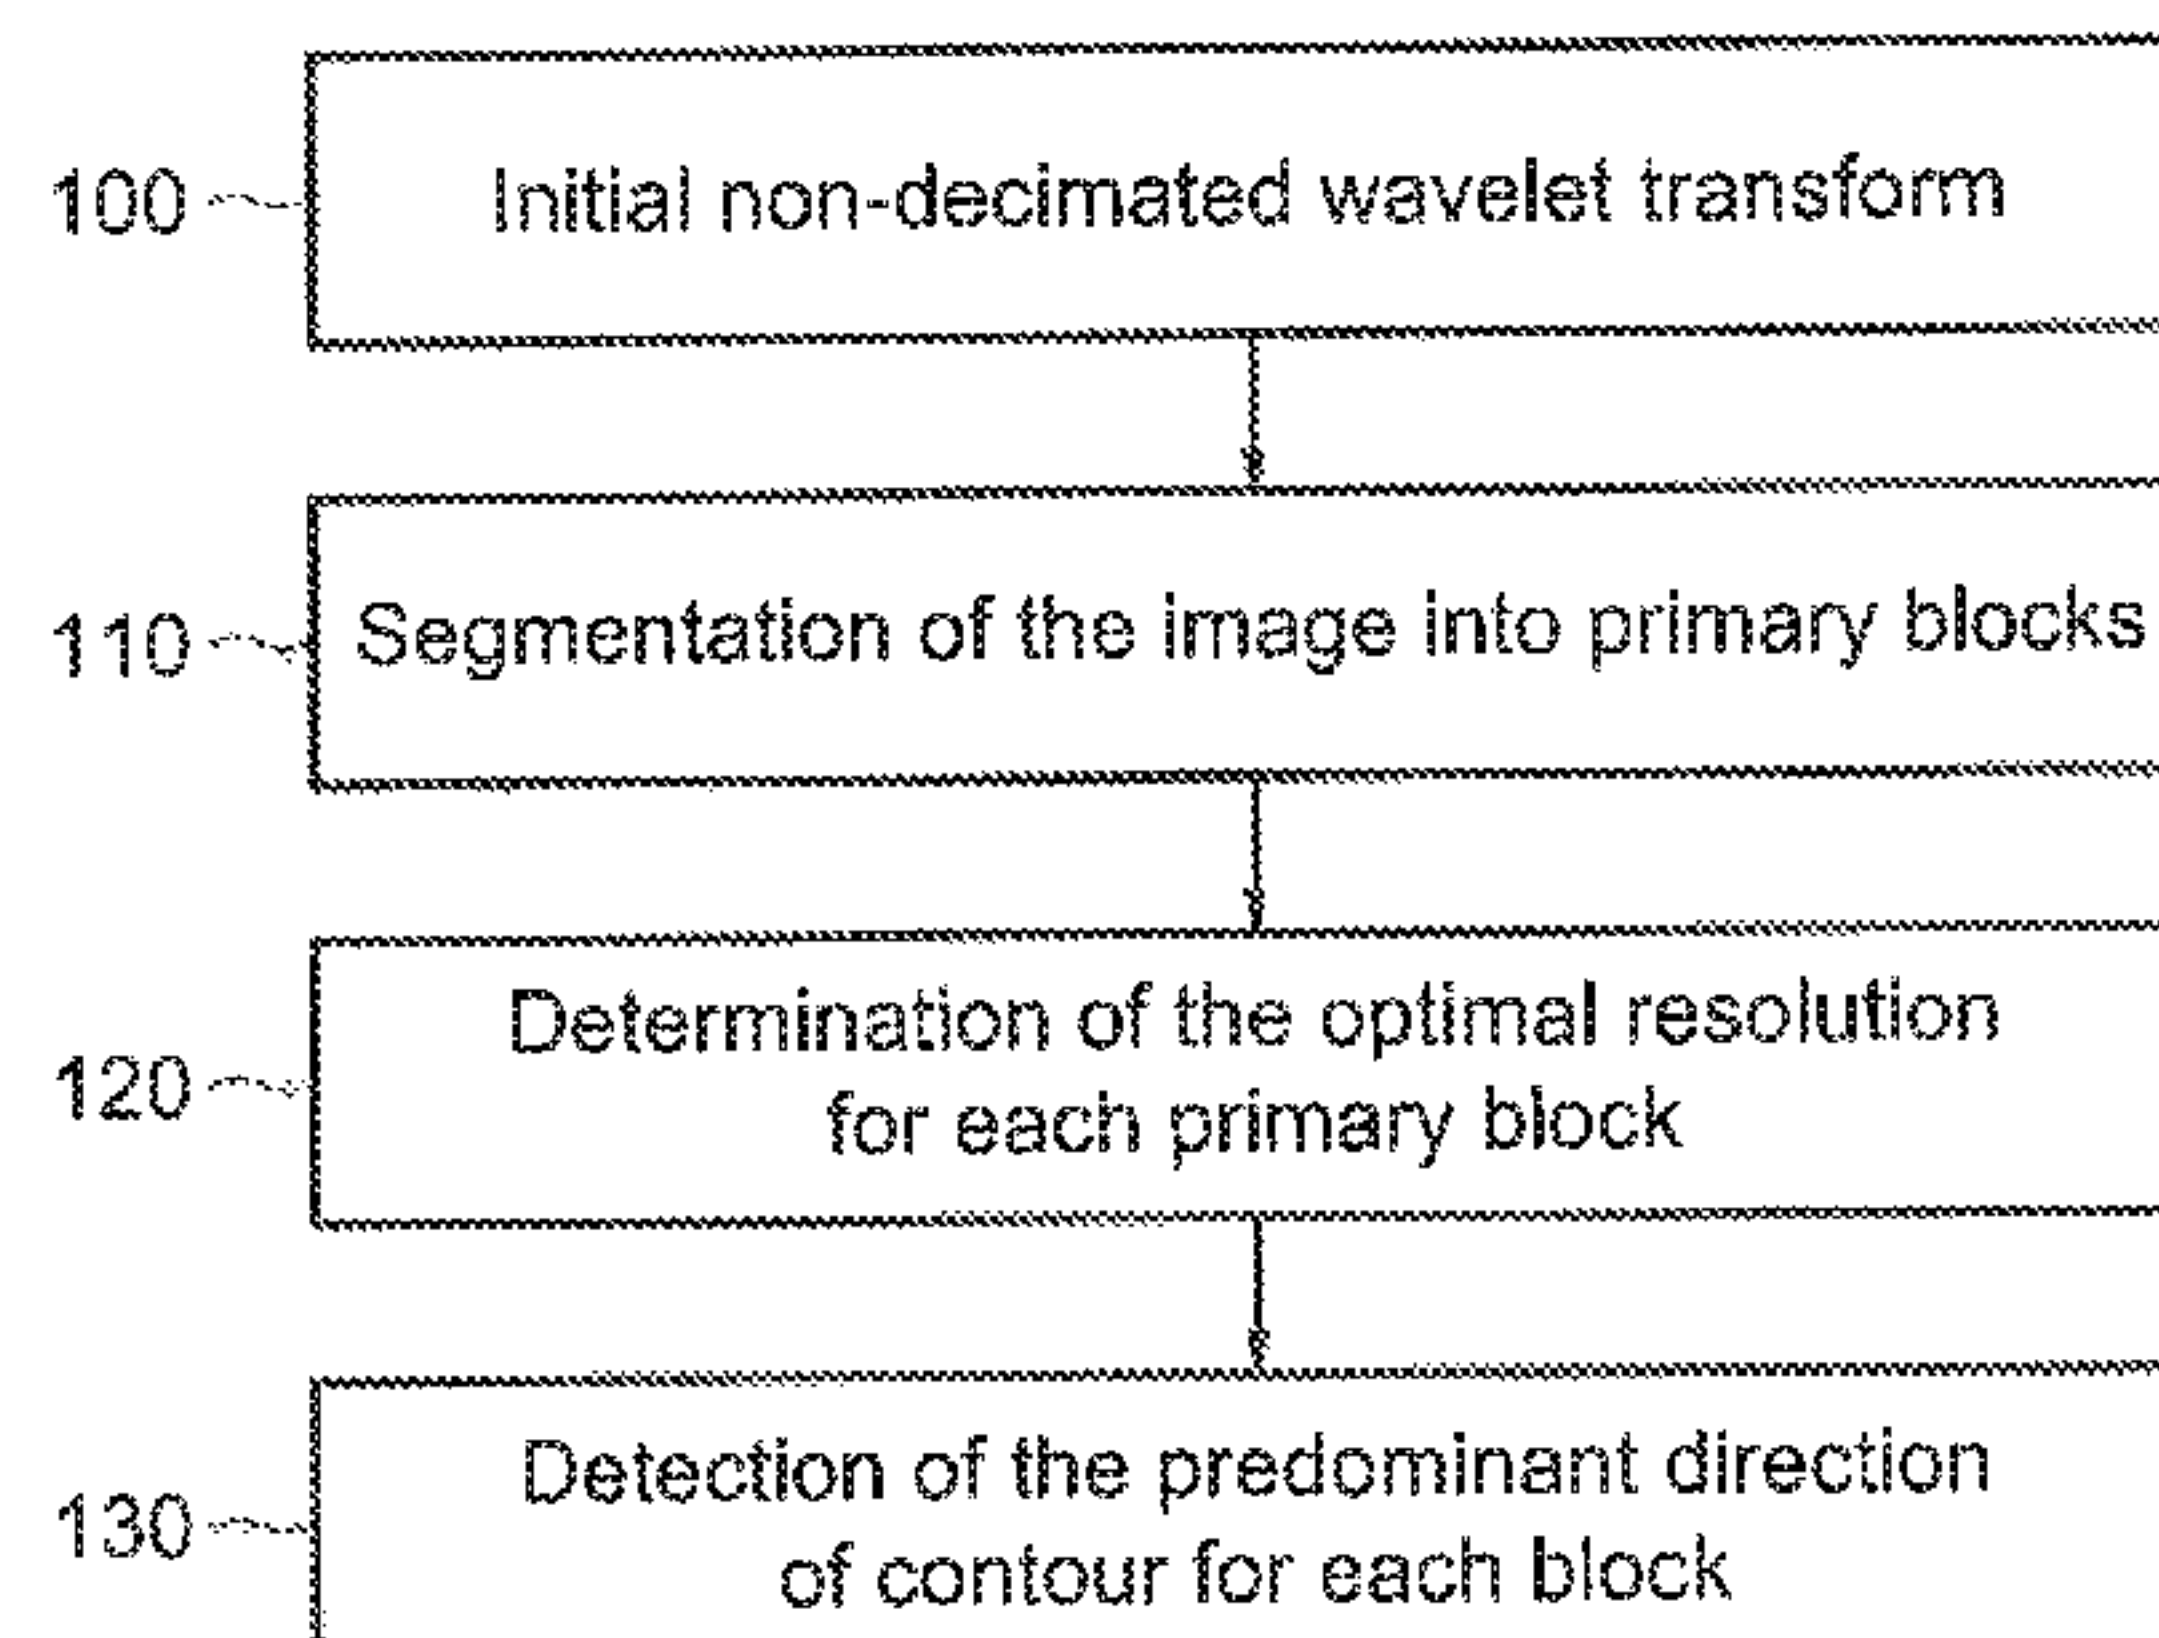 100 Initial non-decimated wavelet transform
110 Segmentation of the image into primary blocks
120 Determination of the optimal resolution
for each primary block
130 Detection of the predominant direction
of contour for each block